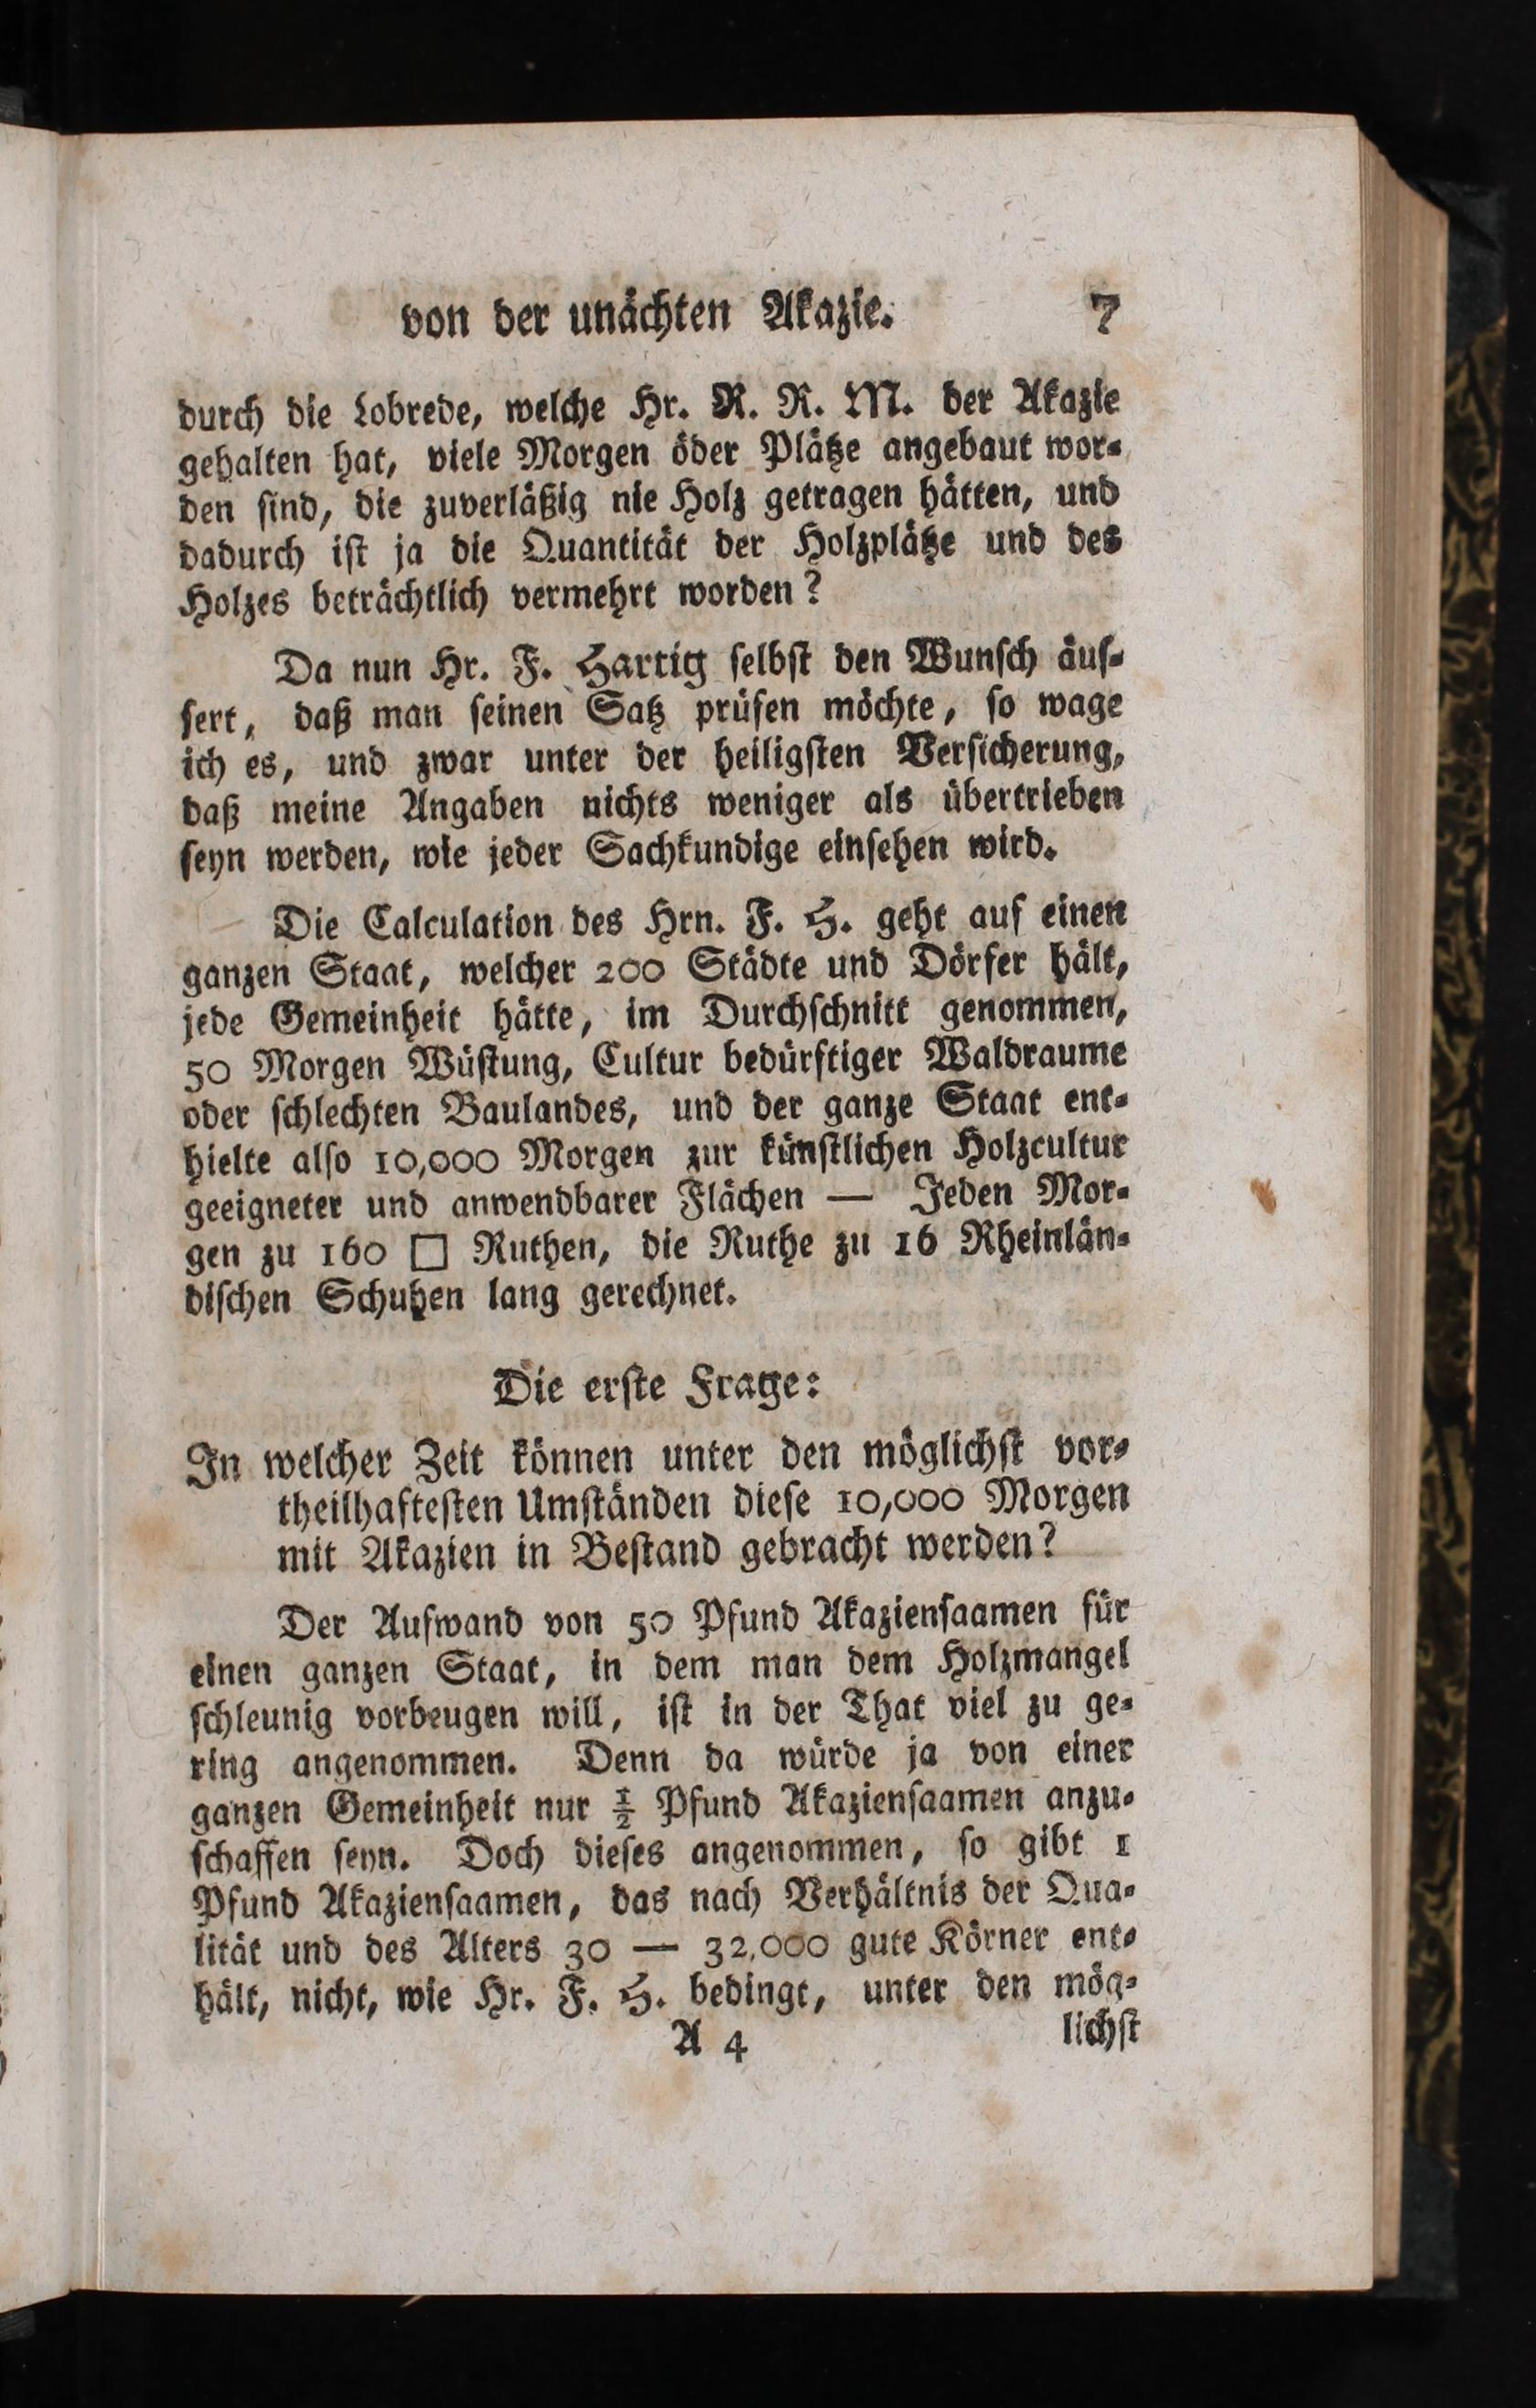 von der unächten Akazie. 7
durch die Lobrede, welche Hr. R. R. M. der Akazie
gehalten hat, viele Morgen öder Plätze angebaut wor-
den sind, die zuverläßig nie Holz getragen hätten, und
dadurch ist ja die Quantität der Holzplätze und des
Holzes beträchtlich vermehrt worden?
Da nun Hr. F. Hartig selbst den Wunsch äus-
sert, daß man seinen Satz prüfen möchte, so wage
ich es, und zwar unter der heiligsten Versicherung,
daß meine Angaben nichts weniger als übertrieben
seyn werden, wie jeder Sachkundige einsehen wird.
Die Calculation des Hrn. F. H. geht auf einen
ganzen Staat, welcher 200 Städte und Dörfer hält,
jede Gemeinheit hätte, im Durchschnitt genommen,
50 Morgen Wüstung, Cultur bedürftiger Waldraume
oder schlechten Baulandes, und der ganze Staat ent-
hielte also 10,000 Morgen zur künstlichen Holzcultur
geeigneter und anwendbarer Flächen — Jeden Mor-
gen zu 160 □ Ruthen, die Ruthe zu 16 Rheinlän-
dischen Schuhen lang gerechnet.
Die erste Frage:
In welcher Zeit können unter den möglichst vor-
theilhaftesten Umständen diese 10,000 Morgen
mit Akazien in Bestand gebracht werden?
Der Aufwand von 50 Pfund Akaziensaamen für
einen ganzen Staat, in dem man dem Holzmangel
schleunig vorbeugen will, ist in der That viel zu ge-
ring angenommen. Denn da würde ja von einer
ganzen Gemeinheit nur ½ Pfund Akaziensaamen anzu-
schaffen seyn. Doch dieses angenommen, so gibt 1
Pfund Akaziensaamen, das nach Verhältnis der Qua-
lität und des Alters 30 — 32,000 gute Körner ent-
hält, nicht, wie Hr. F. H. bedingt, unter den mög-
A 4 lichst